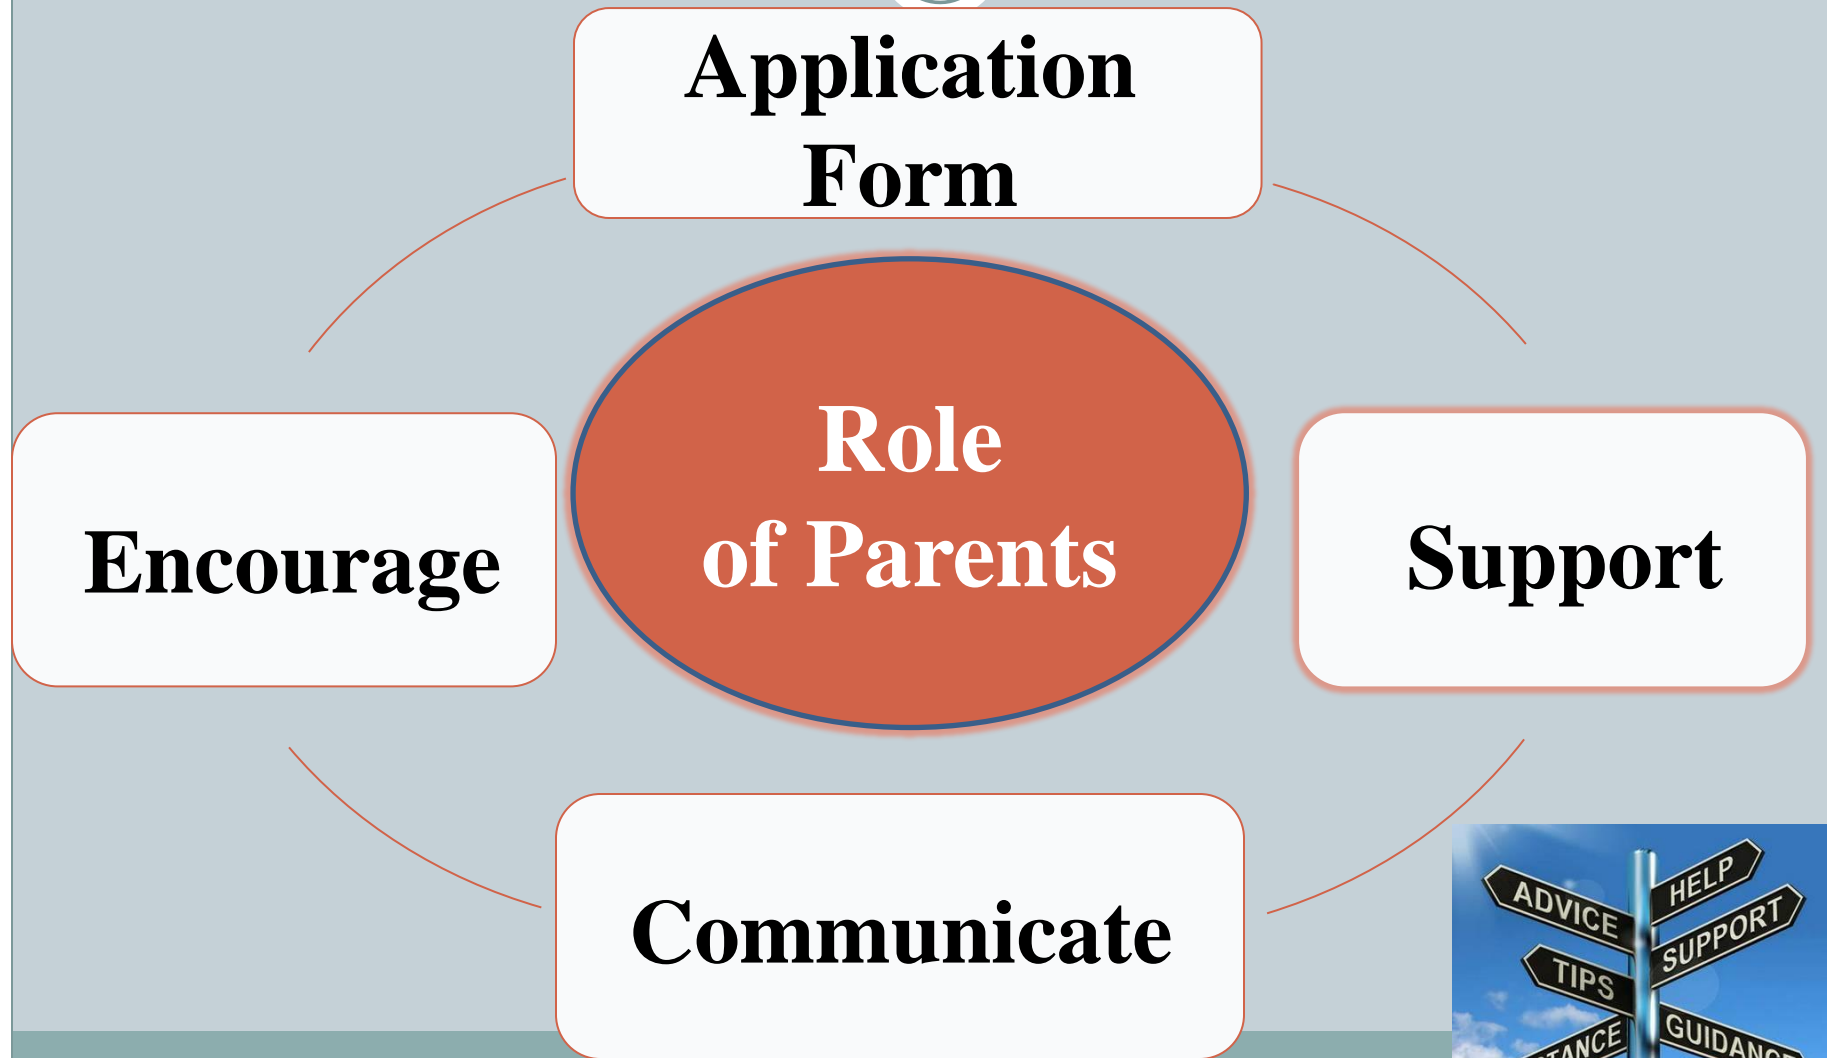 Application
Form
Role
of Parents
Encourage
Support
Communicate
ADVICE
HELP
SUPPORT
TIPS